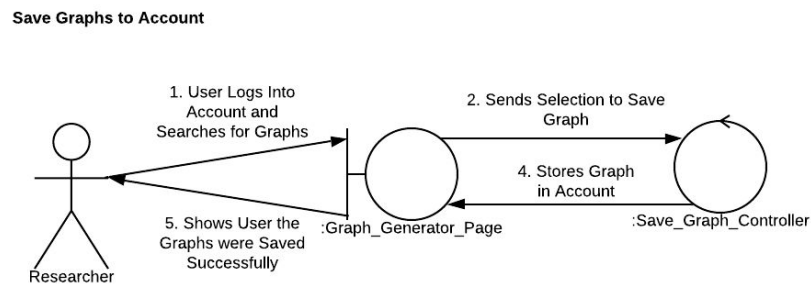 Save Graphs to Account
1. User Logs Into
Account and
Searches for Graphs
2. Sends Selection to Save
Graph
4. Stores Graph
in Account
5. Shows User the
Graphs were Saved
Successfully
:Graph_Generator_Page
:Save_Graph_Controller
Researcher